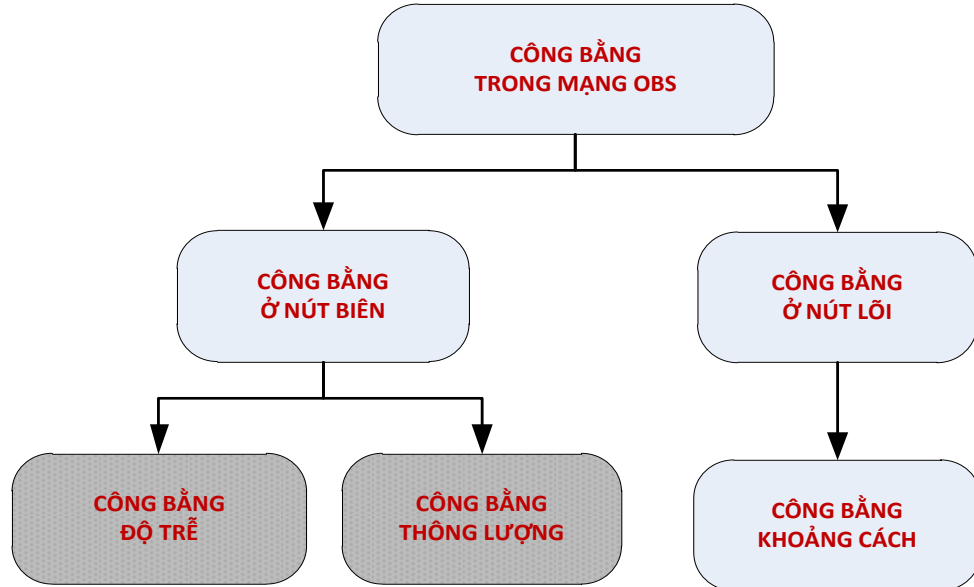 CÔNG BẰNG
TRONG MẠNG OBS
CÔNG BẰNG
Ở NÚT BIÊN
CÔNG BẰNG
Ở NÚT LÕI
CÔNG BẰNG
ĐỘ TRỄ
CÔNG BẰNG
THÔNG LƯỢNG
CÔNG BẰNG
KHOẢNG CÁCH